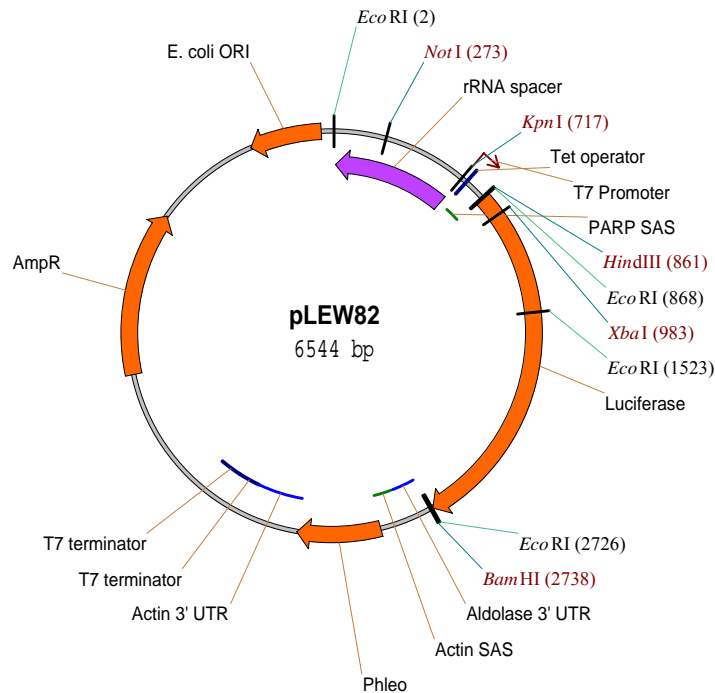 EcoRI (2)
NotI (273)
E. coli ORI
rRNA spacer
KpnI (717)
Tet operator
T7 Promoter
PARP SAS
HindIII (861)
EcoRI (868)
XbaI (983)
EcoRI (1523)
Luciferase
AmpR
pLEW82
6544 bp
EcoRI (2726)
BamHI (2738)
Aldolase 3' UTR
Actin SAS
Phleo
Actin 3' UTR
T7 terminator
T7 terminator